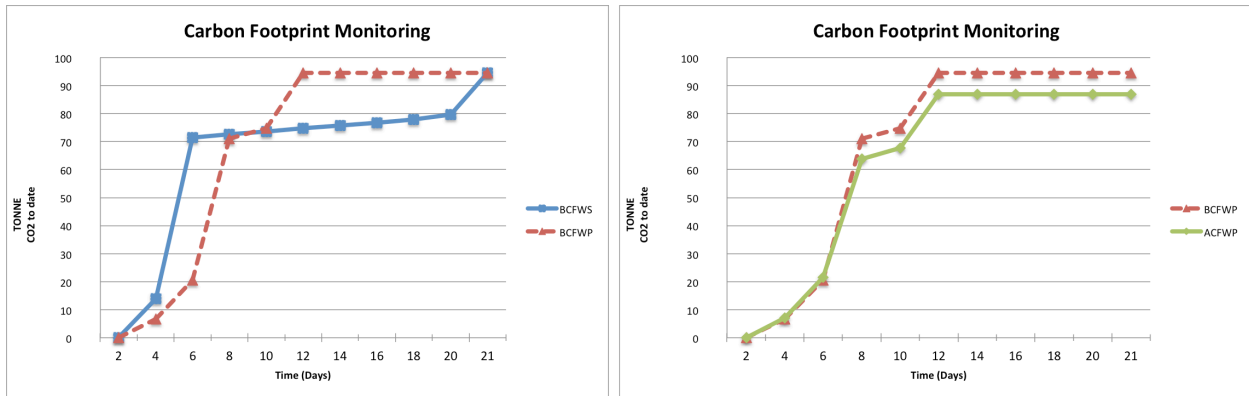 Carbon Footprint Monitoring
100
90
80
70
60
50
40
30
20
10
0
TONNE
CO2 to date
2 4 6 8 10 12 14 16 18 20 21
Time (Days)
BCFWS
BCFWP
Carbon Footprint Monitoring
100
90
80
70
60
50
40
30
20
10
0
TONNE
CO2 to date
2 4 6 8 10 12 14 16 18 20 21
Time (Days)
BCFWP
ACFWP